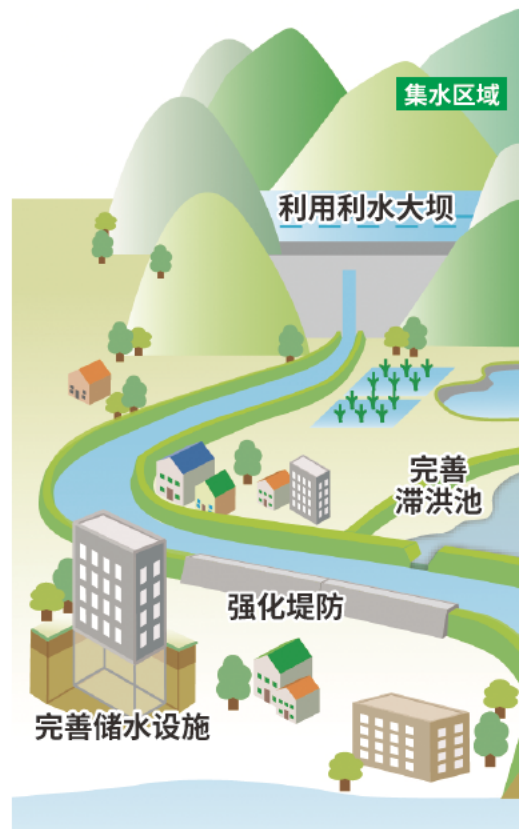 集水区域
利用利水大坝
完善
滞洪池
强化堤防
完善储水设施